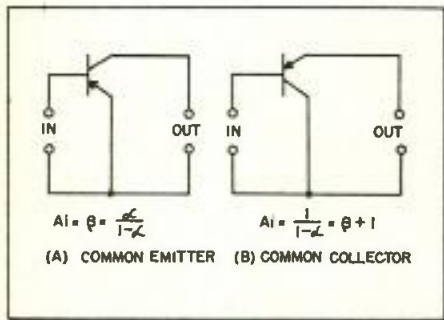 IN OUT IN OUT
Ai = β = α/1-α Ai = 1/1-α = β + 1
(A) COMMON EMITTER (B) COMMON COLLECTOR